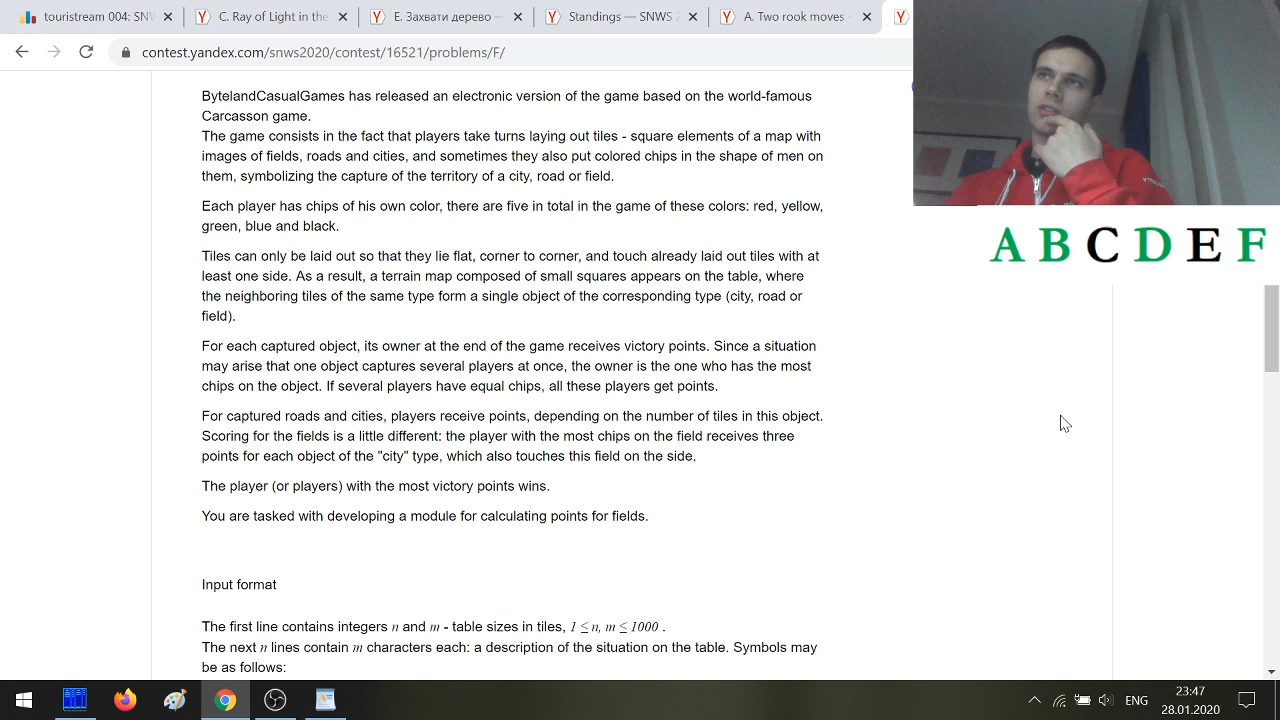 touristream 004: SNW
C. Ray of Light in the
E. Захвати дерево —
Standings — SNWS 2
A. Two rook moves -
contest.yandex.com/snws2020/contest/16521/problems/F/
BytelandCasualGames has released an electronic version of the game based on the world-famous
Carcasson game.
The game consists in the fact that players take turns laying out tiles - square elements of a map with
images of fields, roads and cities, and sometimes they also put colored chips in the shape of men on
them, symbolizing the capture of the territory of a city, road or field.
Each player has chips of his own color, there are five in total in the game of these colors: red, yellow,
green, blue and black.
Tiles can only be laid out so that they lie flat, corner to corner, and touch already laid out tiles with at
least one side. As a result, a terrain map composed of small squares appears on the table, where
the neighboring tiles of the same type form a single object of the corresponding type (city, road or
field).
For each captured object, its owner at the end of the game receives victory points. Since a situation
may arise that one object captures several players at once, the owner is the one who has the most
chips on the object. If several players have equal chips, all these players get points.
For captured roads and cities, players receive points, depending on the number of tiles in this object.
Scoring for the fields is a little different: the player with the most chips on the field receives three
points for each object of the "city" type, which also touches this field on the side.
The player (or players) with the most victory points wins.
You are tasked with developing a module for calculating points for fields.
Input format
The first line contains integers n and m - table sizes in tiles, 1 ≤ n, m ≤ 1000 .
The next n lines contain m characters each: a description of the situation on the table. Symbols may
be as follows:
A B C D E F
ENG
23:47
28.01.2020